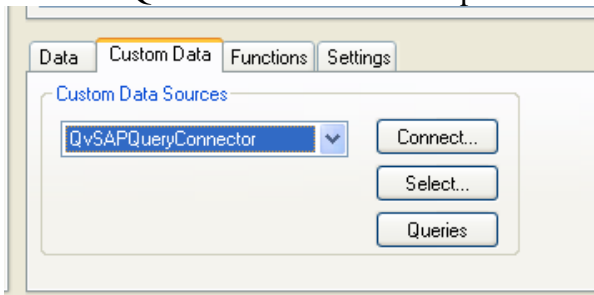 Data Custom Data Functions Settings
Custom Data Sources
QvSAPQueryConnector Connect...
Select...
Queries